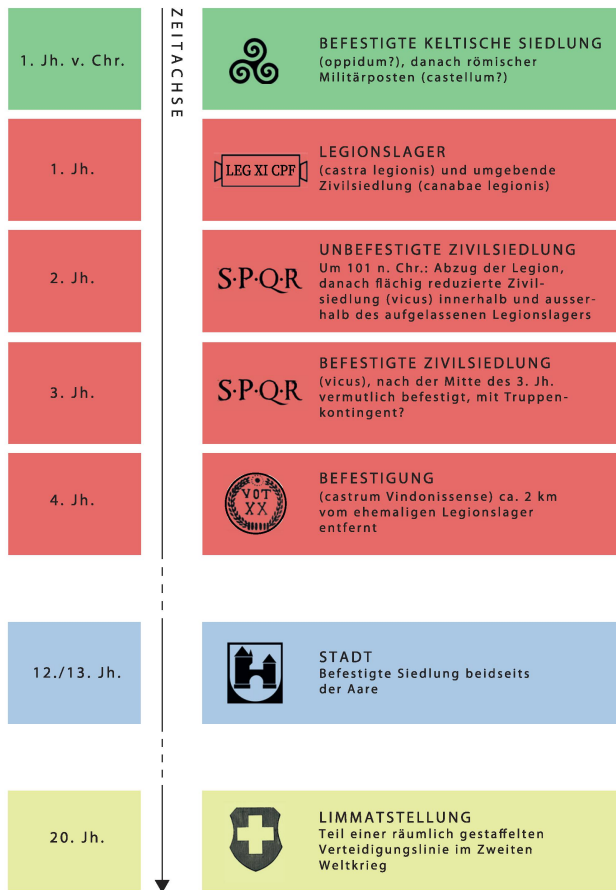 ZEITACHSE
1. Jh. v. Chr.
BEFESTIGTE KELTISCHE SIEDLUNG
(oppidum?), danach römischer
Militärposten (castellum?)
1. Jh.
LEG XI CPF
LEGIONSLAGER
(castra legionis) und umgebende
Zivilsiedlung (canabae legionis)
2. Jh.
S·P·Q·R
UNBEFESTIGTE ZIVILSIEDLUNG
Um 101 n. Chr.: Abzug der Legion,
danach flächig reduzierte Zivil-
siedlung (vicus) innerhalb und ausser-
halb des aufgelassenen Legionslagers
3. Jh.
S·P·Q·R
BEFESTIGTE ZIVILSIEDLUNG
(vicus), nach der Mitte des 3. Jh.
vermutlich befestigt, mit Truppen-
kontingent?
4. Jh.
VOT
XX
BEFESTIGUNG
(castrum Vindonissense) ca. 2 km
vom ehemaligen Legionslager
entfernt
12./13. Jh.
STADT
Befestigte Siedlung beidseits
der Aare
20. Jh.
LIMMATSTELLUNG
Teil einer räumlich gestaffelten
Verteidigungslinie im Zweiten
Weltkrieg